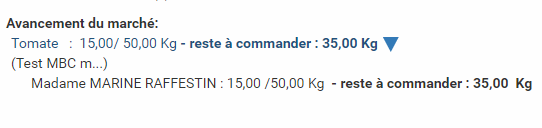 Avancement du marché:
Tomate : 15,00/ 50,00 Kg - reste à commander : 35,00 Kg
(Test MBC m...)
Madame MARINE RAFFESTIN : 15,00 /50,00 Kg - reste à commander : 35,00 Kg